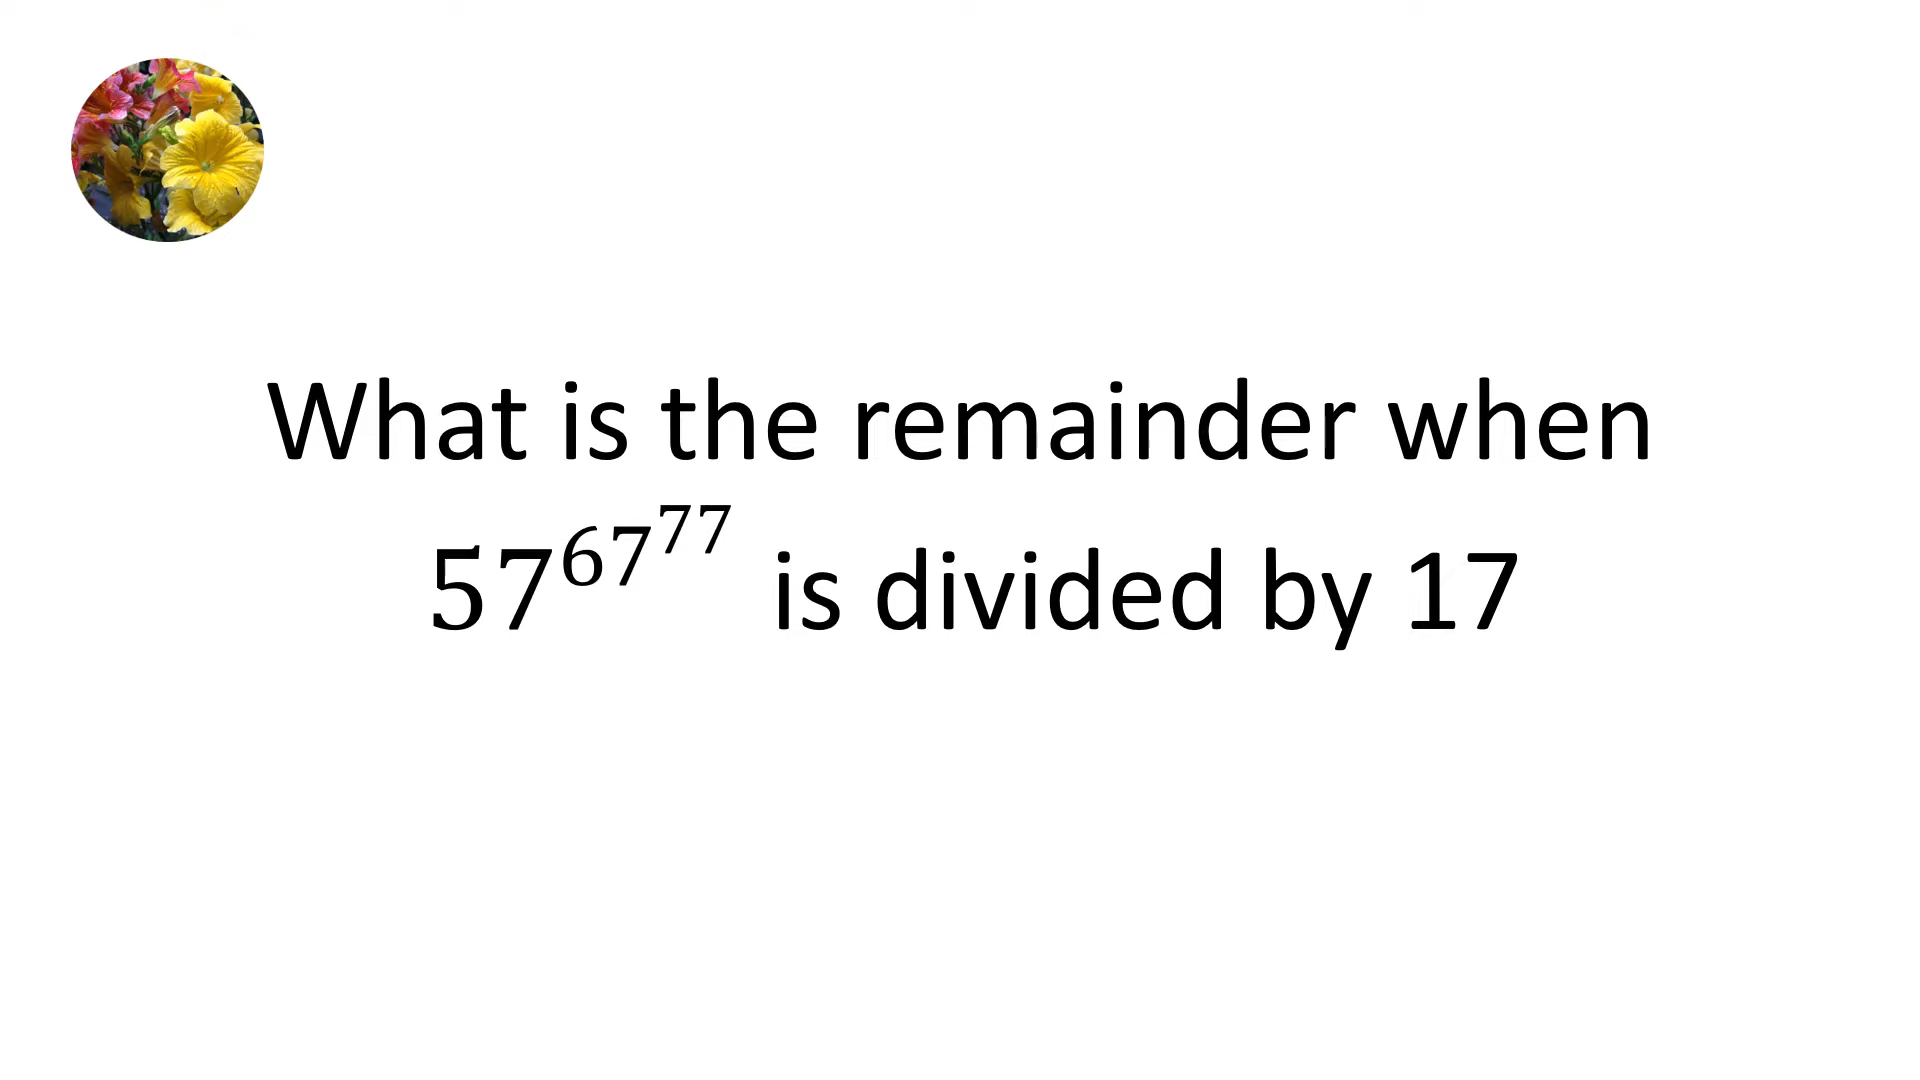 What is the remainder when
$57^{67^{77}}$ is divided by 17